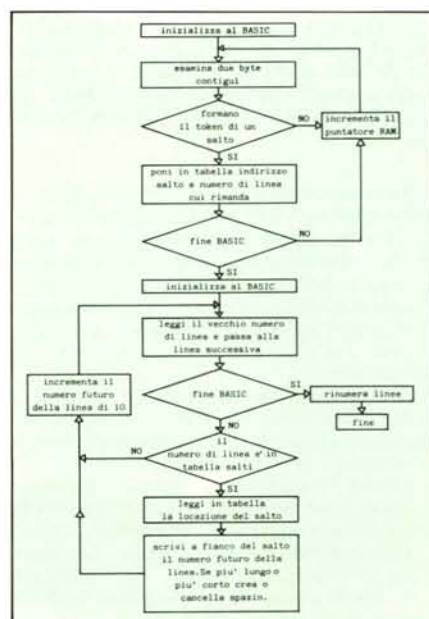 inizializza al BASIC
esamina due byte
contigui
formano
il token di un
salto
NO
incrementa il
puntatore RAM
SI
poni in tabella indirizzo
salto e numero di linea
cui rimanda
fine BASIC
NO
SI
inizializza al BASIC
leggi il vecchio numero
di linea e passa alla
linea successiva
incrementa il
numero futuro
della linea di 10
fine BASIC
SI
rinumera linee
fine
NO
il
numero di linea e' in
tabella salti
NO
SI
leggi in tabella
la locazione del salto
scrivi a fianco del salto
il numero futuro della
linea.Se piu' lungo o
piu' corto crea o
cancella spazio.